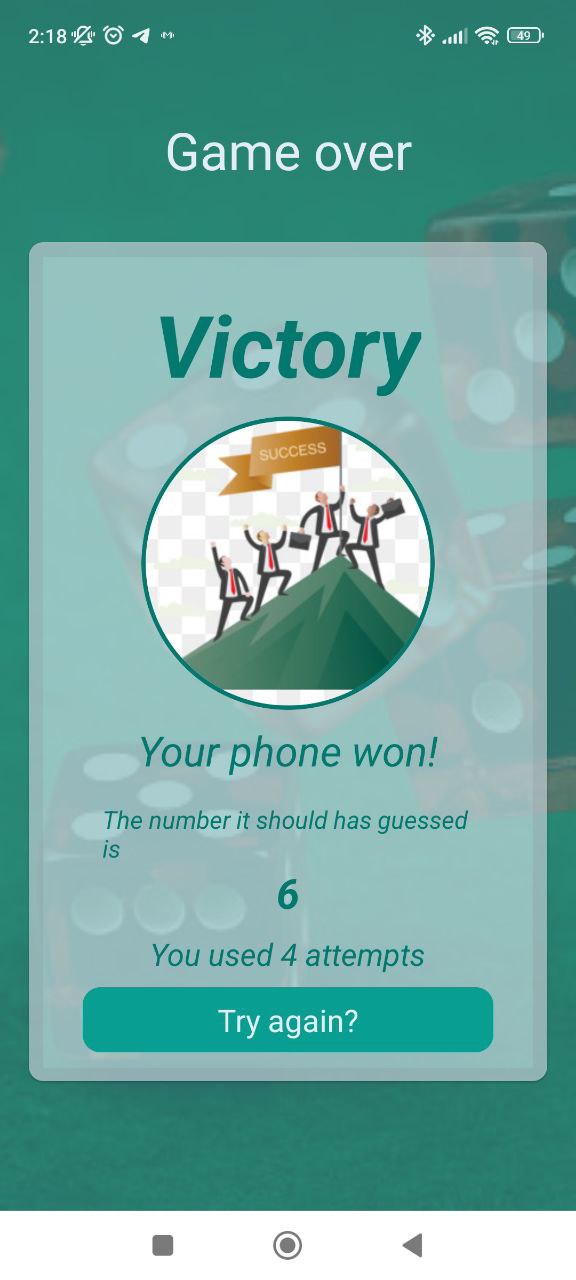 2:18
49
Game over
Victory
SUCCESS
Your phone won!
The number it should has guessed
is
6
You used 4 attempts
Try again?